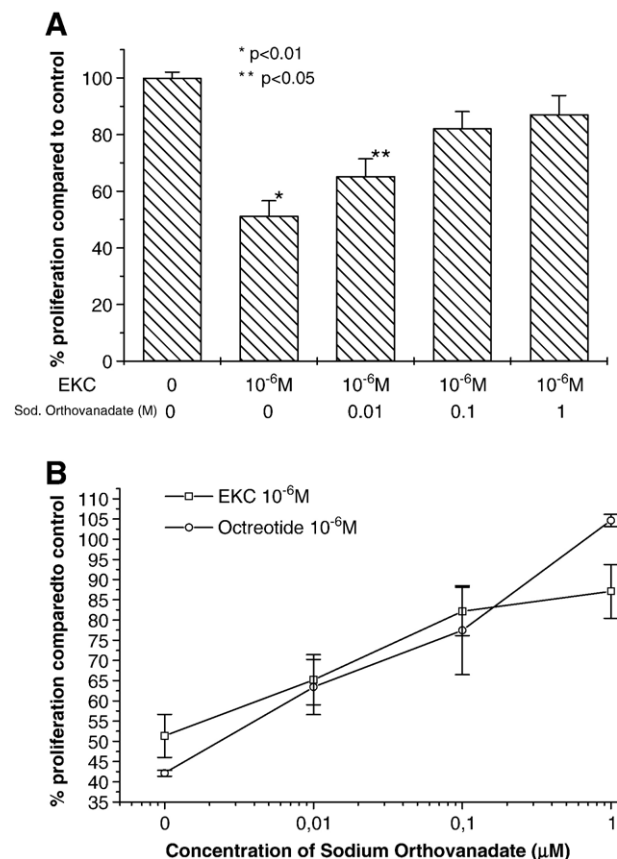 A
* p<0.01
** p<0.05
100
80
60
40
20
0
% proliferation compared to control
*
**
EKC 0 10⁻⁶M 10⁻⁶M 10⁻⁶M 10⁻⁶M
Sod. Orthovanadate (M) 0 0 0.01 0.1 1
B
EKC 10⁻⁶M
Octreotide 10⁻⁶M
110
105
100
95
90
85
80
75
70
65
60
55
50
45
40
35
% proliferation comparedto control
0 0,01 0,1 1
Concentration of Sodium Orthovanadate (µM)